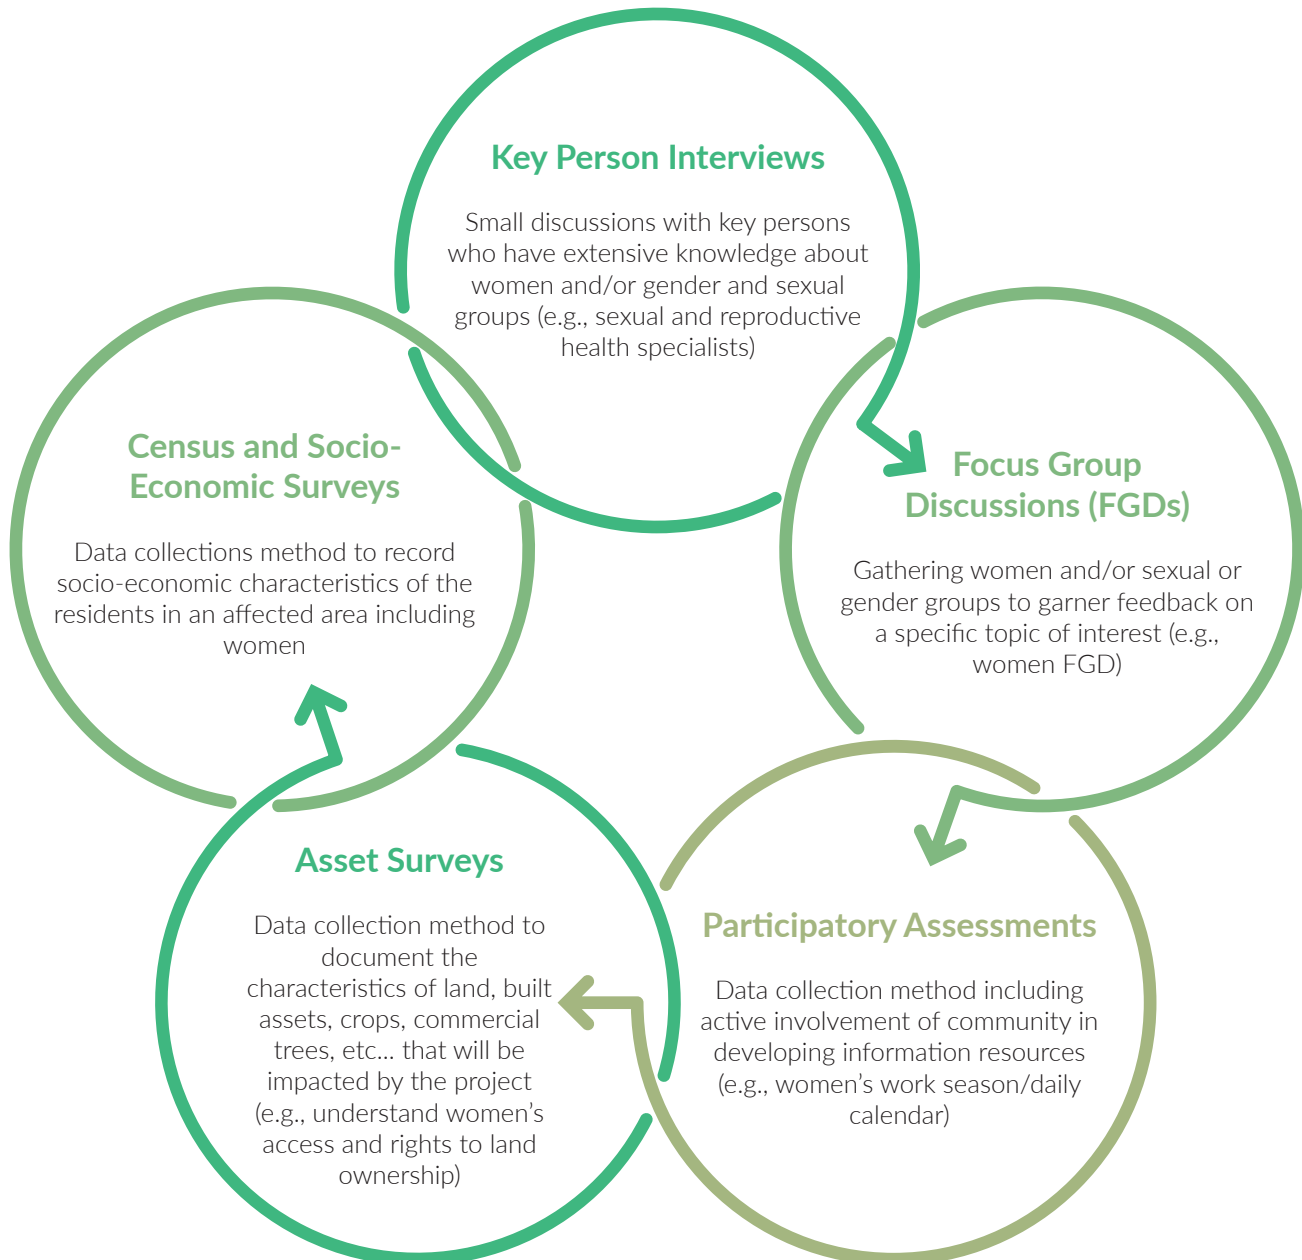 Key Person Interviews
Small discussions with key persons
who have extensive knowledge about
women and/or gender and sexual
groups (e.g., sexual and reproductive
health specialists)
Focus Group
Discussions (FGDs)
Gathering women and/or sexual or
gender groups to garner feedback on
a specific topic of interest (e.g.,
women FGD)
Participatory Assessments
Data collection method including
active involvement of community in
developing information resources
(e.g., women’s work season/daily
calendar)
Asset Surveys
Data collection method to
document the
characteristics of land, built
assets, crops, commercial
trees, etc... that will be
impacted by the project
(e.g., understand women’s
access and rights to land
ownership)
Census and Socio-
Economic Surveys
Data collections method to record
socio-economic characteristics of the
residents in an affected area including
women